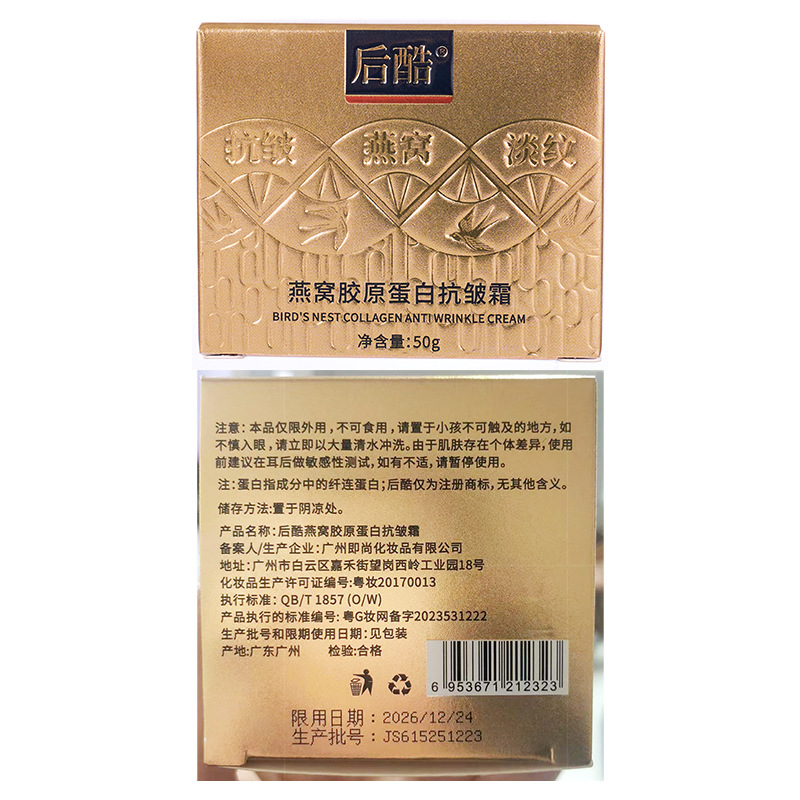 后酷®
抗皱 燕窝 淡纹
燕窝胶原蛋白抗皱霜
BIRD'S NEST COLLAGEN ANTI WRINKLE CREAM
净含量:50g
注意：本品仅限外用，不可食用，请置于小孩不可触及的地方，如
不慎入眼，请立即以大量清水冲洗。由于肌肤存在个体差异，使用
前建议在耳后做敏感性测试，如有不适，请暂停使用。
注:蛋白指成分中的纤连蛋白;后酷仅为注册商标,无其他含义。
储存方法:置于阴凉处。
产品名称:后酷燕窝胶原蛋白抗皱霜
备案人/生产企业:广州即尚化妆品有限公司
地址:广州市白云区嘉禾街望岗西岭工业园18号
化妆品生产许可证编号:粤妆20170013
执行标准: QB/T 1857 (O/W)
产品执行的标准编号: 粤G妆网备字2023531222
生产批号和限期使用日期:见包装
产地:广东广州 检验:合格
6 953671 212323
限用日期: 2026/12/24
生产批号: JS615251223